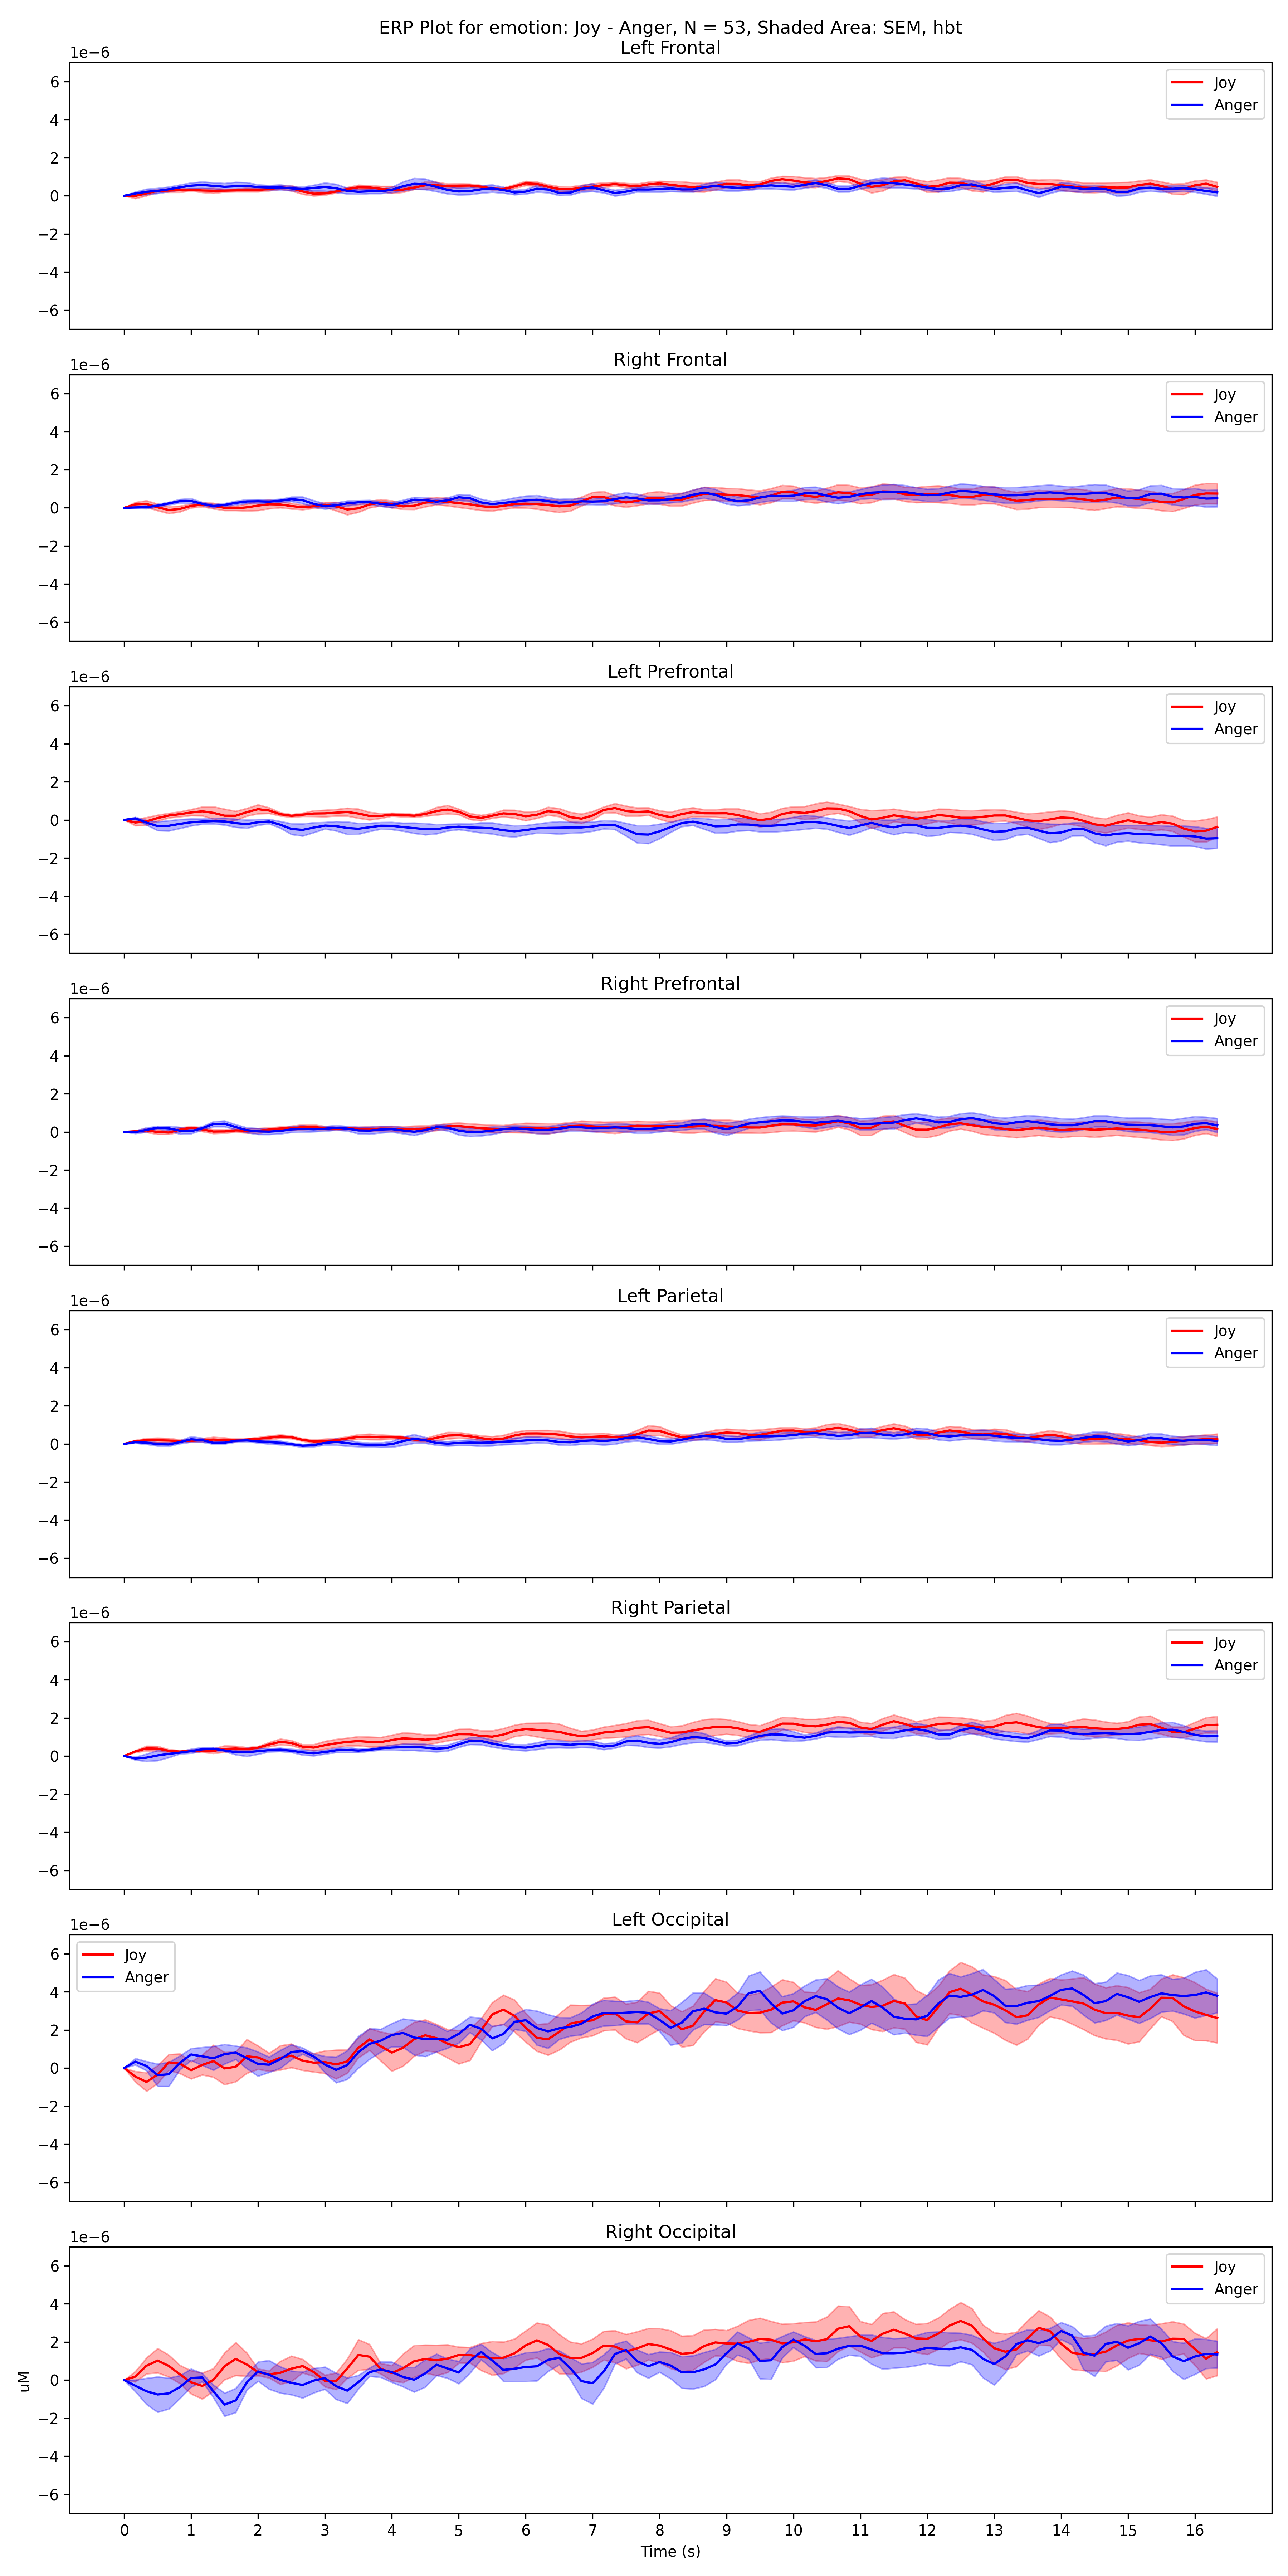 ERP Plot for emotion: Joy - Anger, N = 53, Shaded Area: SEM, hbt
Left Frontal
1e−6
Joy
Anger
6
4
2
0
−2
−4
−6
Right Frontal
1e−6
Joy
Anger
6
4
2
0
−2
−4
−6
Left Prefrontal
1e−6
Joy
Anger
6
4
2
0
−2
−4
−6
Right Prefrontal
1e−6
Joy
Anger
6
4
2
0
−2
−4
−6
Left Parietal
1e−6
Joy
Anger
6
4
2
0
−2
−4
−6
Right Parietal
1e−6
Joy
Anger
6
4
2
0
−2
−4
−6
Left Occipital
1e−6
Joy
Anger
6
4
2
0
−2
−4
−6
Right Occipital
1e−6
Joy
Anger
6
4
2
0
−2
−4
−6
uM
0 1 2 3 4 5 6 7 8 9 10 11 12 13 14 15 16
Time (s)